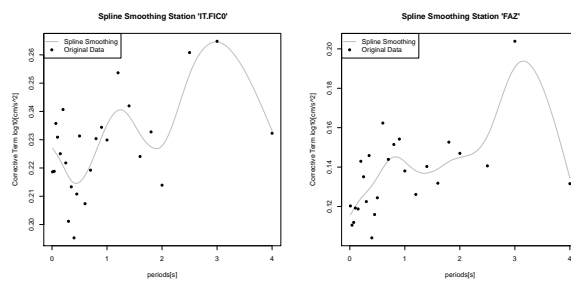 Spline Smoothing Station 'IT.FIC0'
Spline Smoothing
Original Data
Corrective Term log10[cm/s^2]
0.20
0.21
0.22
0.23
0.24
0.25
0.26
0
1
2
3
4
periods[s]
Spline Smoothing Station 'FAZ'
Spline Smoothing
Original Data
Corrective Term log10[cm/s^2]
0.12
0.14
0.16
0.18
0.20
0
1
2
3
4
periods[s]